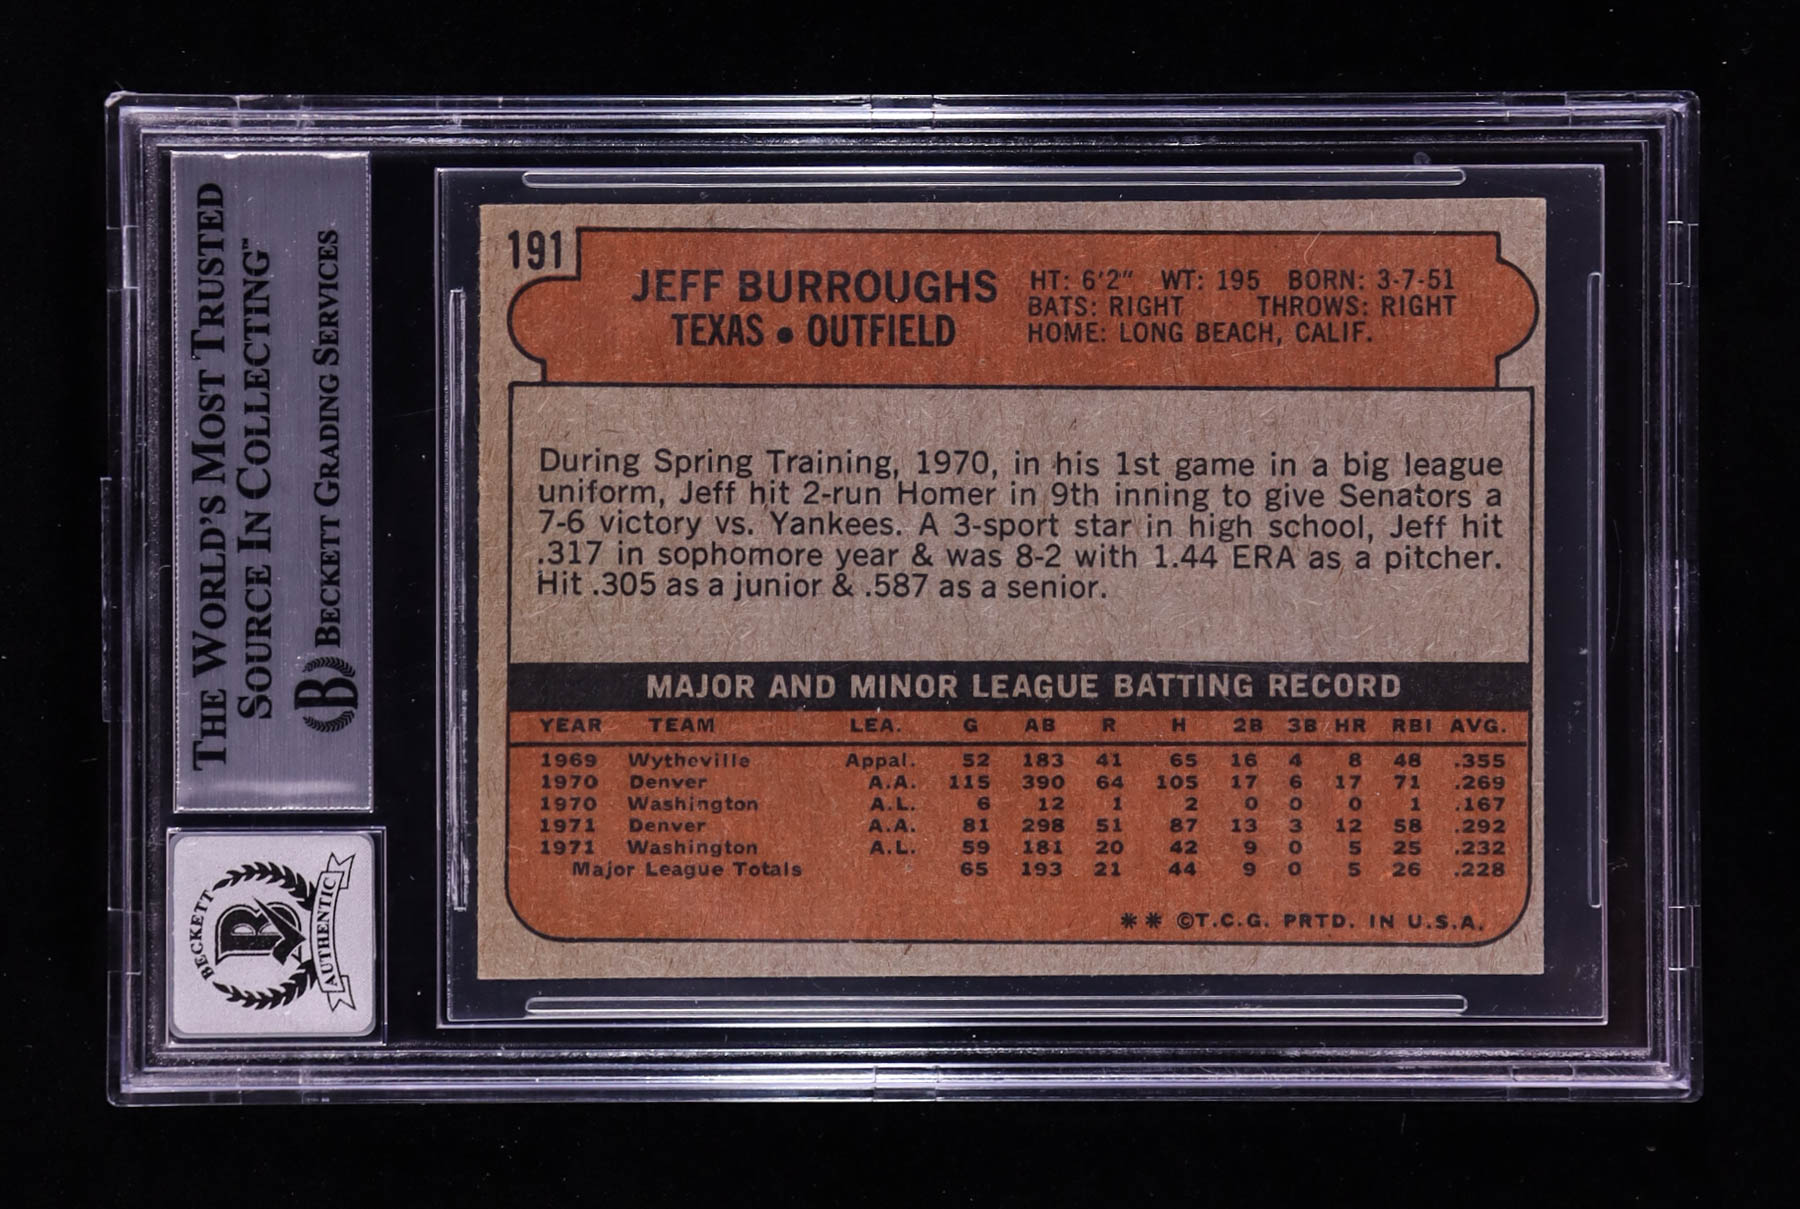 THE WORLD'S MOST TRUSTED
SOURCE IN COLLECTING™
B BECKETT GRADING SERVICES
BECKETT
B
AUTHENTIC
191
JEFF BURROUGHS
TEXAS • OUTFIELD
HT: 6'2" WT: 195 BORN: 3-7-51
BATS: RIGHT THROWS: RIGHT
HOME: LONG BEACH, CALIF.
During Spring Training, 1970, in his 1st game in a big league
uniform, Jeff hit 2-run Homer in 9th inning to give Senators a
7-6 victory vs. Yankees. A 3-sport star in high school, Jeff hit
.317 in sophomore year & was 8-2 with 1.44 ERA as a pitcher.
Hit .305 as a junior & .587 as a senior.
MAJOR AND MINOR LEAGUE BATTING RECORD
YEAR TEAM LEA. G AB R H 2B 3B HR RBI AVG.
1969 Wytheville Appal. 52 183 41 65 16 4 8 48 .355
1970 Denver A.A. 115 390 64 105 17 6 17 71 .269
1970 Washington A.L. 6 12 1 2 0 0 0 1 .167
1971 Denver A.A. 81 298 51 87 13 3 12 58 .292
1971 Washington A.L. 59 181 20 42 9 0 5 25 .232
Major League Totals 65 193 21 44 9 0 5 26 .228
** ©T.C.G. PRTD. IN U.S.A.